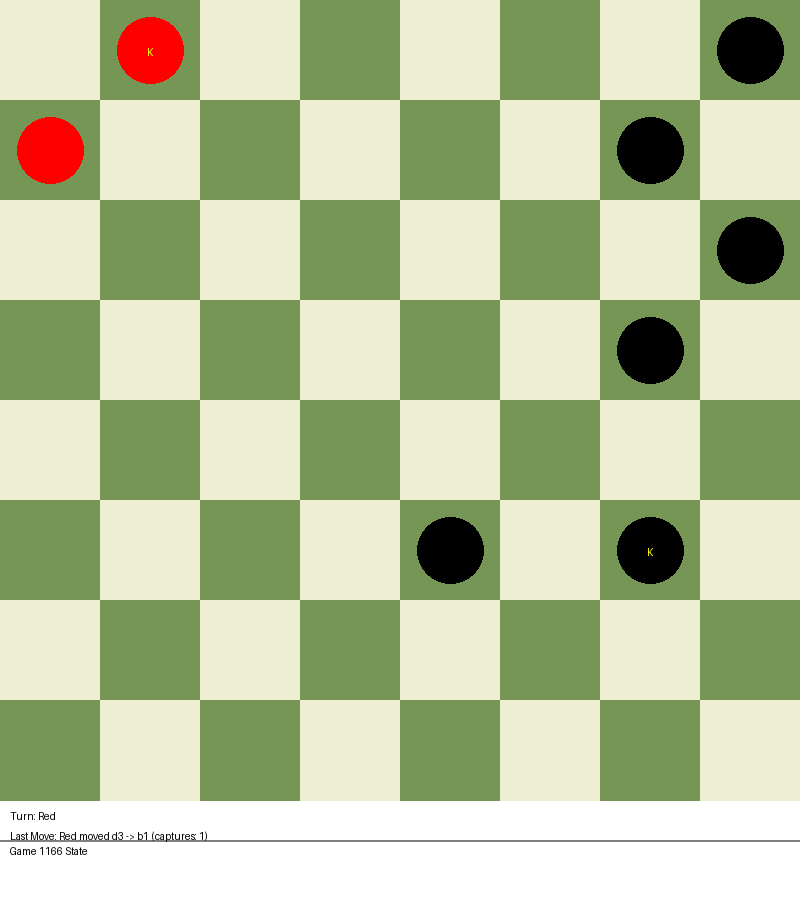 K
K
Turn: Red
Last Move: Red moved d3 -> b1 (captures: 1)
Game 1166 State